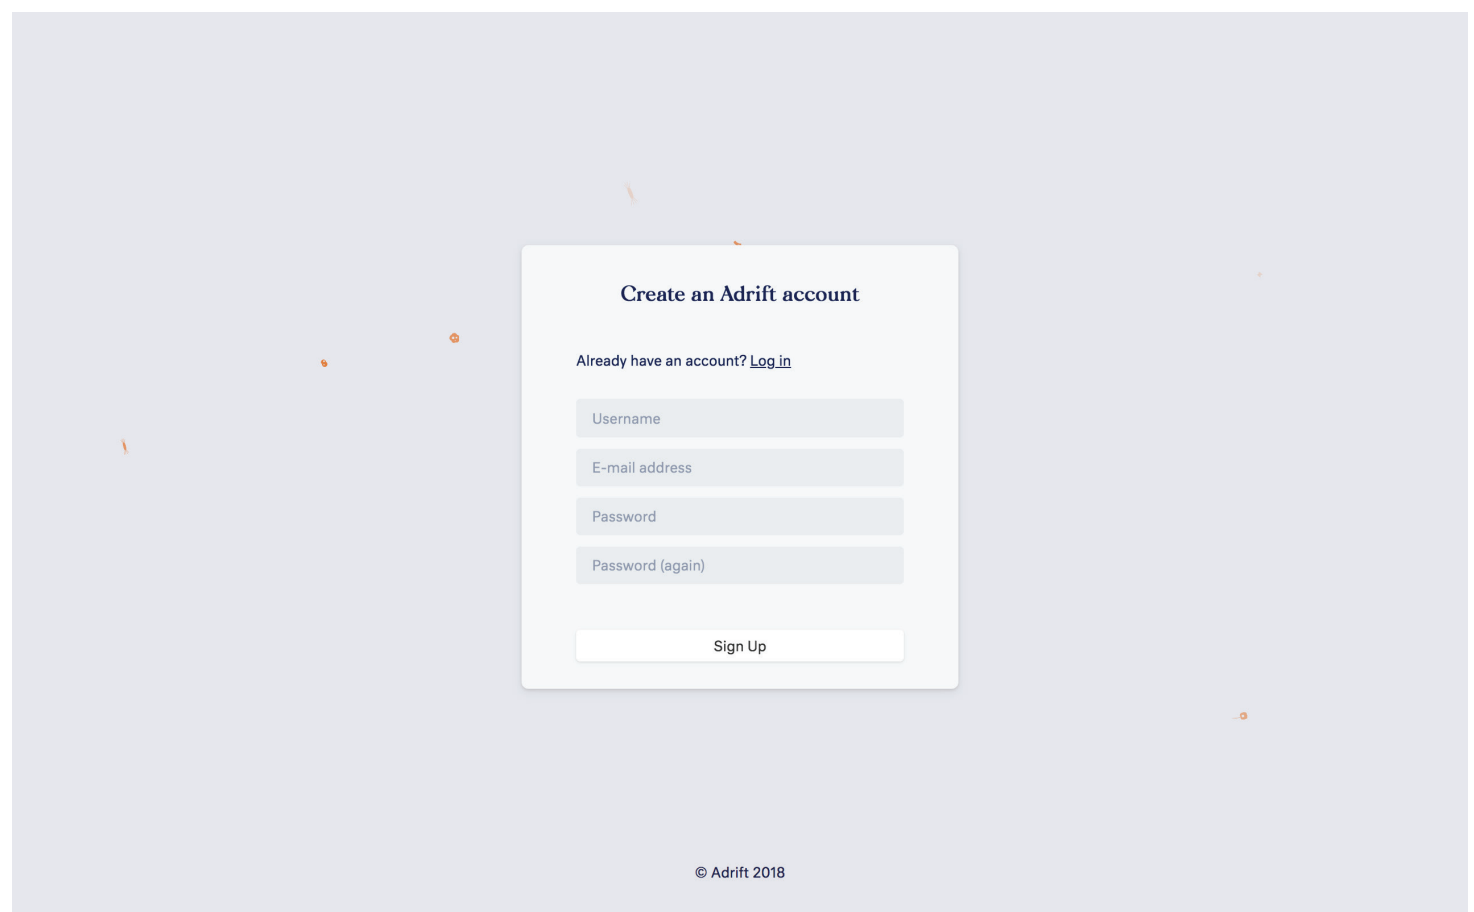 Create an Adrift account
Already have an account? Log in
Username
E-mail address
Password
Password (again)
Sign Up
© Adrift 2018